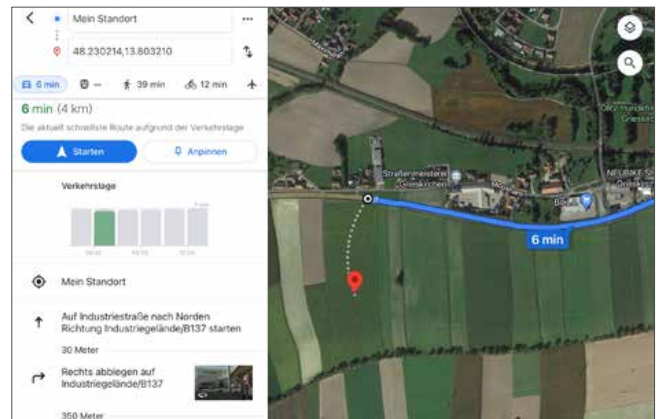 Mein Standort
48.230214,13.803210
6 min
–
39 min
12 min
6 min (4 km)
Die aktuell schnellste Route aufgrund der Verkehrslage
Starten
Anpinnen
Verkehrslage
7 min
Mein Standort
Auf Industriestraße nach Norden
Richtung Industriegelände/B137 starten
30 Meter
Rechts abbiegen auf
Industriegelände/B137
350 Meter
Straßenmeisterei
Grieskirchen
6 min